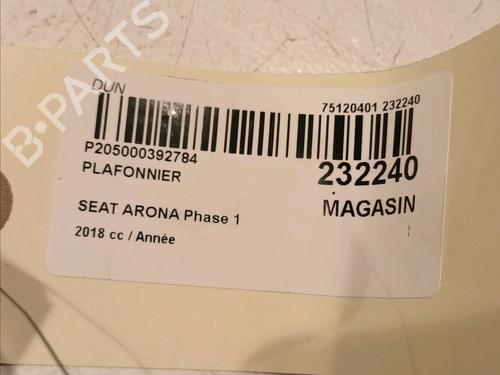 B-PARTS
DUN
75120401 232240
P205000392784
PLAFONNIER
232240
SEAT ARONA Phase 1
MAGASIN
2018 cc / Année